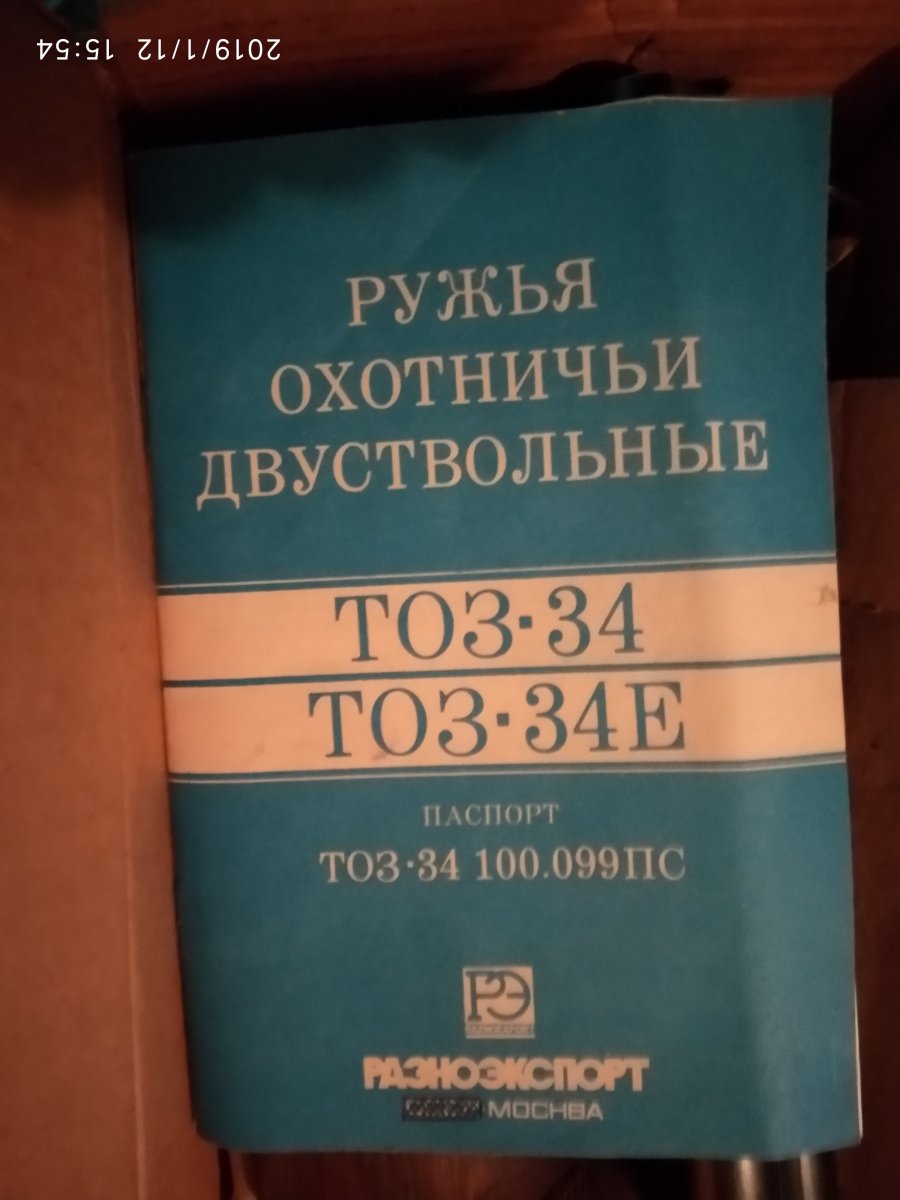 2019/1/12 15:54
РУЖЬЯ
ОХОТНИЧЬИ
ДВУСТВОЛЬНЫЕ
ТОЗ·34
ТОЗ·34Е
ПАСПОРТ
ТОЗ·34 100.099ПС
РЭ
РАЗНОЭКСПОРТ
МОСКВА